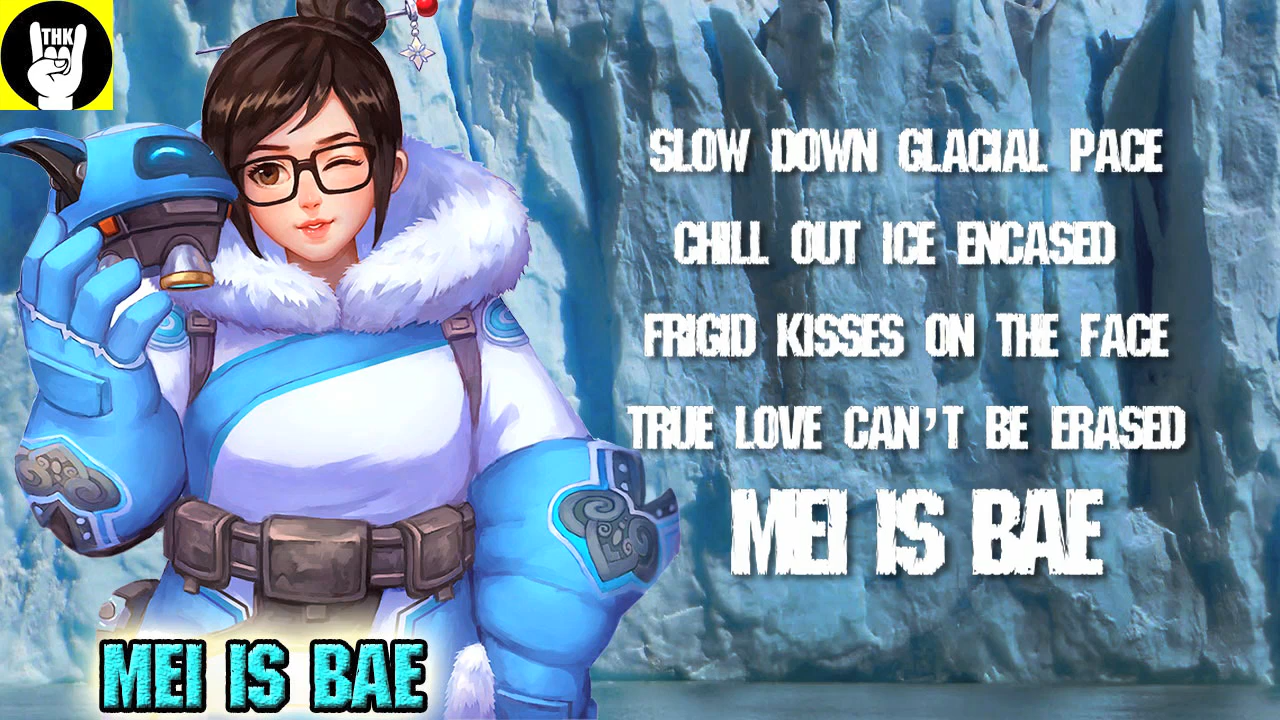 THK
SLOW DOWN GLACIAL PACE
CHILL OUT ICE ENCASED
FRIGID KISSES ON THE FACE
TRUE LOVE CAN'T BE ERASED
MEI IS BAE
MEI IS BAE